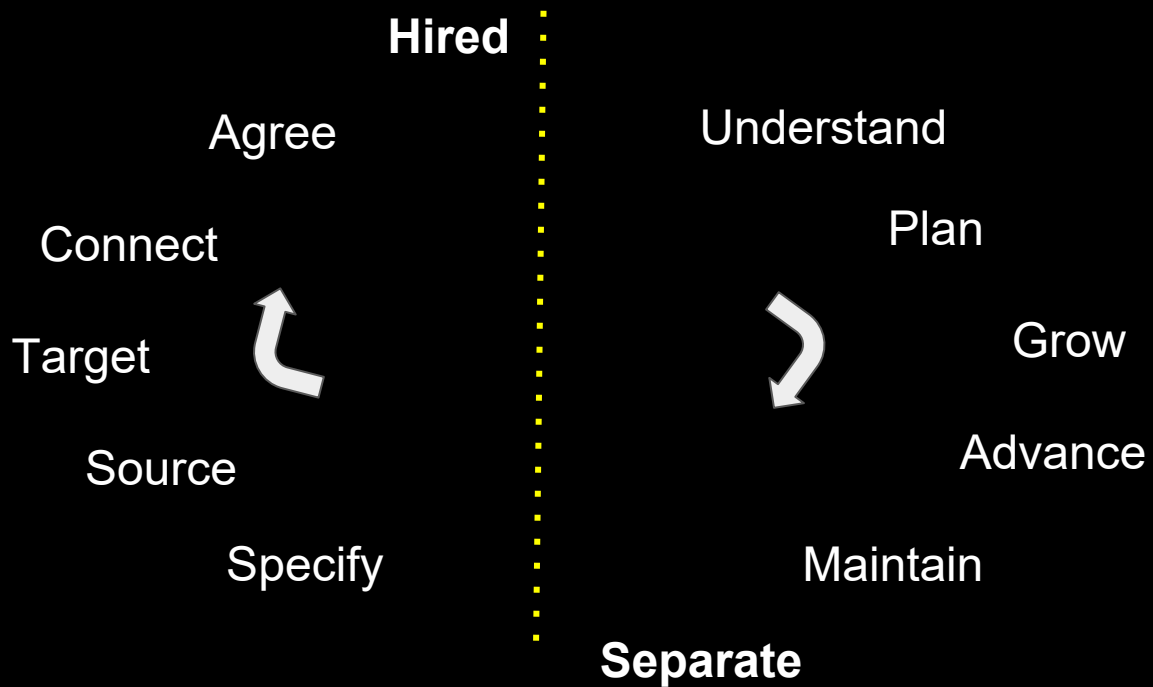 Hired
Agree
Understand
Connect
Plan
Target
Grow
Source
Advance
Specify
Maintain
Separate